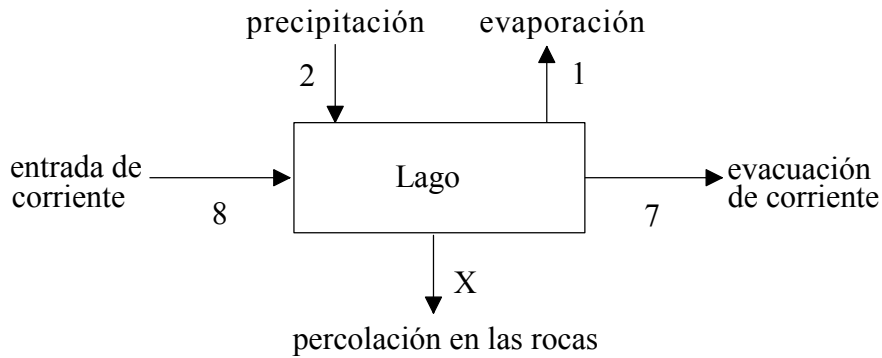 precipitación evaporación
2 1
entrada de
corriente
8
Lago
evacuación
de corriente
7
X
percolación en las rocas